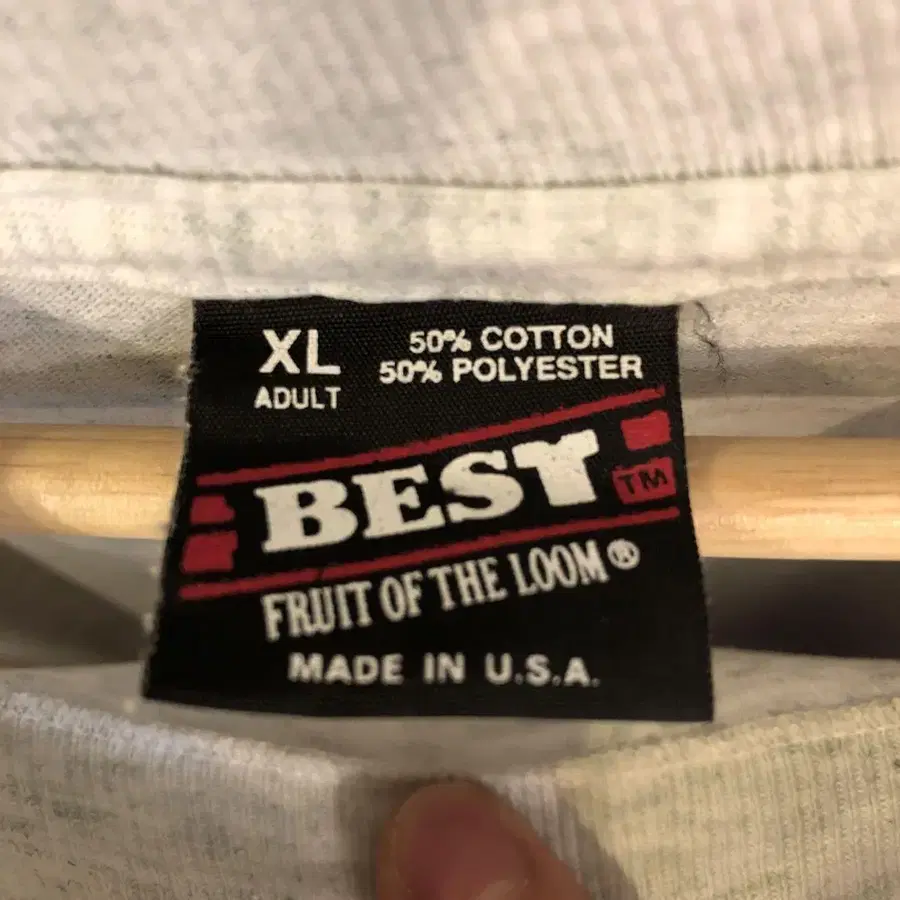 XL
ADULT
50% COTTON
50% POLYESTER
BEST
TM
FRUIT OF THE LOOM®
MADE IN U.S.A.